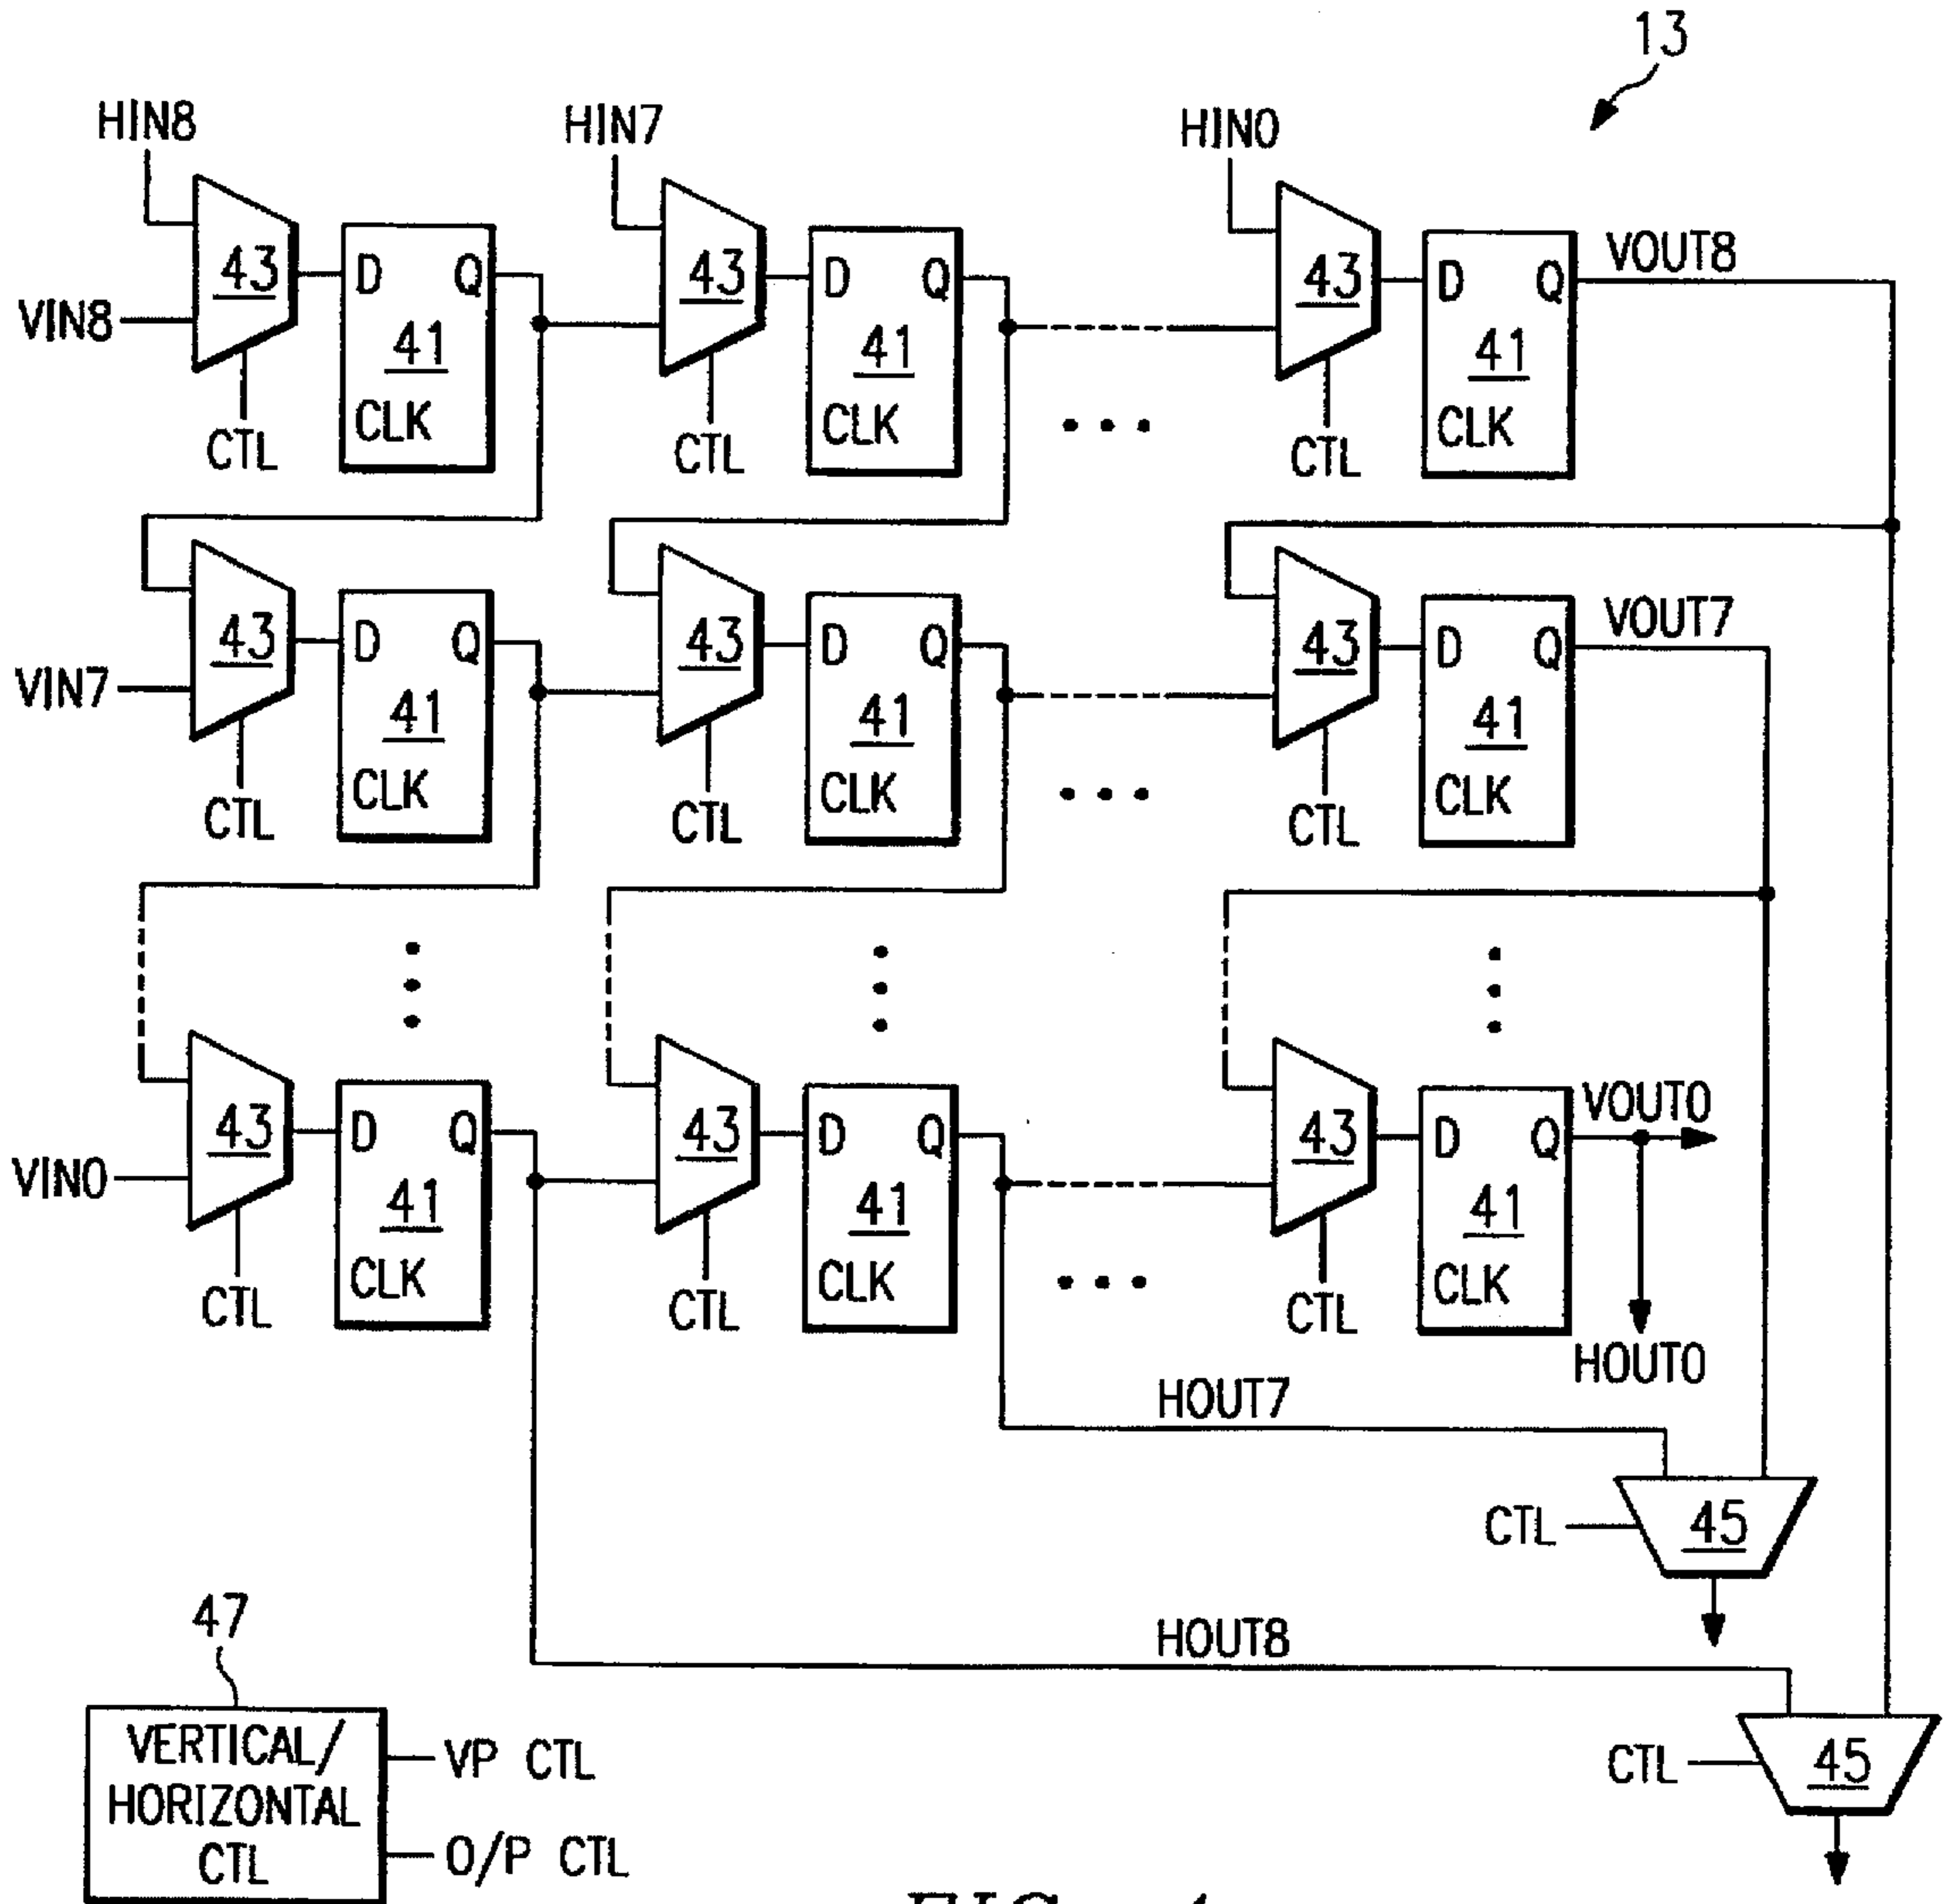 13
HIN8 HIN7 HIN0
43 D Q 43 D Q 43 D Q VOUT8
VIN8 41 41 41
CLK CLK CLK
CTL CTL CTL
43 D Q 43 D Q 43 D Q VOUT7
VIN7 41 41 41
CLK CLK CLK
CTL CTL CTL
43 D Q 43 D Q 43 D Q VOUT0
VIN0 41 41 41
CLK CLK CLK
CTL CTL CTL
HOUT0
HOUT7
CTL 45
47
HOUT8
VERTICAL/
HORIZONTAL
CTL
VP CTL
O/P CTL
CTL 45